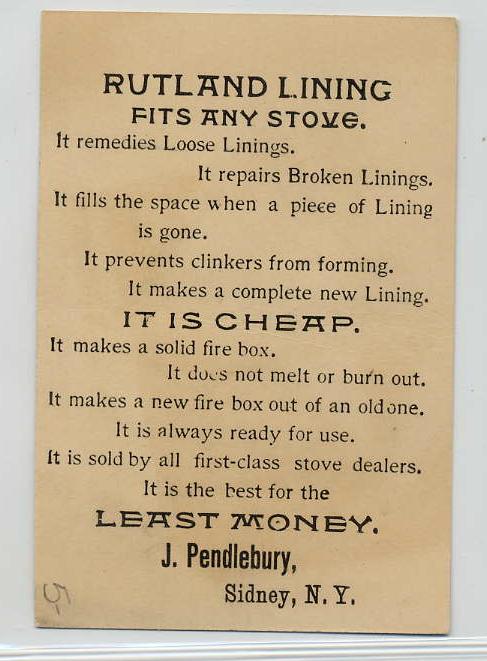 RUTLAND LINING
FITS ANY STOVE.
It remedies Loose Linings.
It repairs Broken Linings.
It fills the space when a piece of Lining
is gone.
It prevents clinkers from forming.
It makes a complete new Lining.
IT IS CHEAP.
It makes a solid fire box.
It does not melt or burn out.
It makes a new fire box out of an old one.
It is always ready for use.
It is sold by all first-class stove dealers.
It is the best for the
LEAST MONEY.
J. Pendlebury,
Sidney, N. Y.